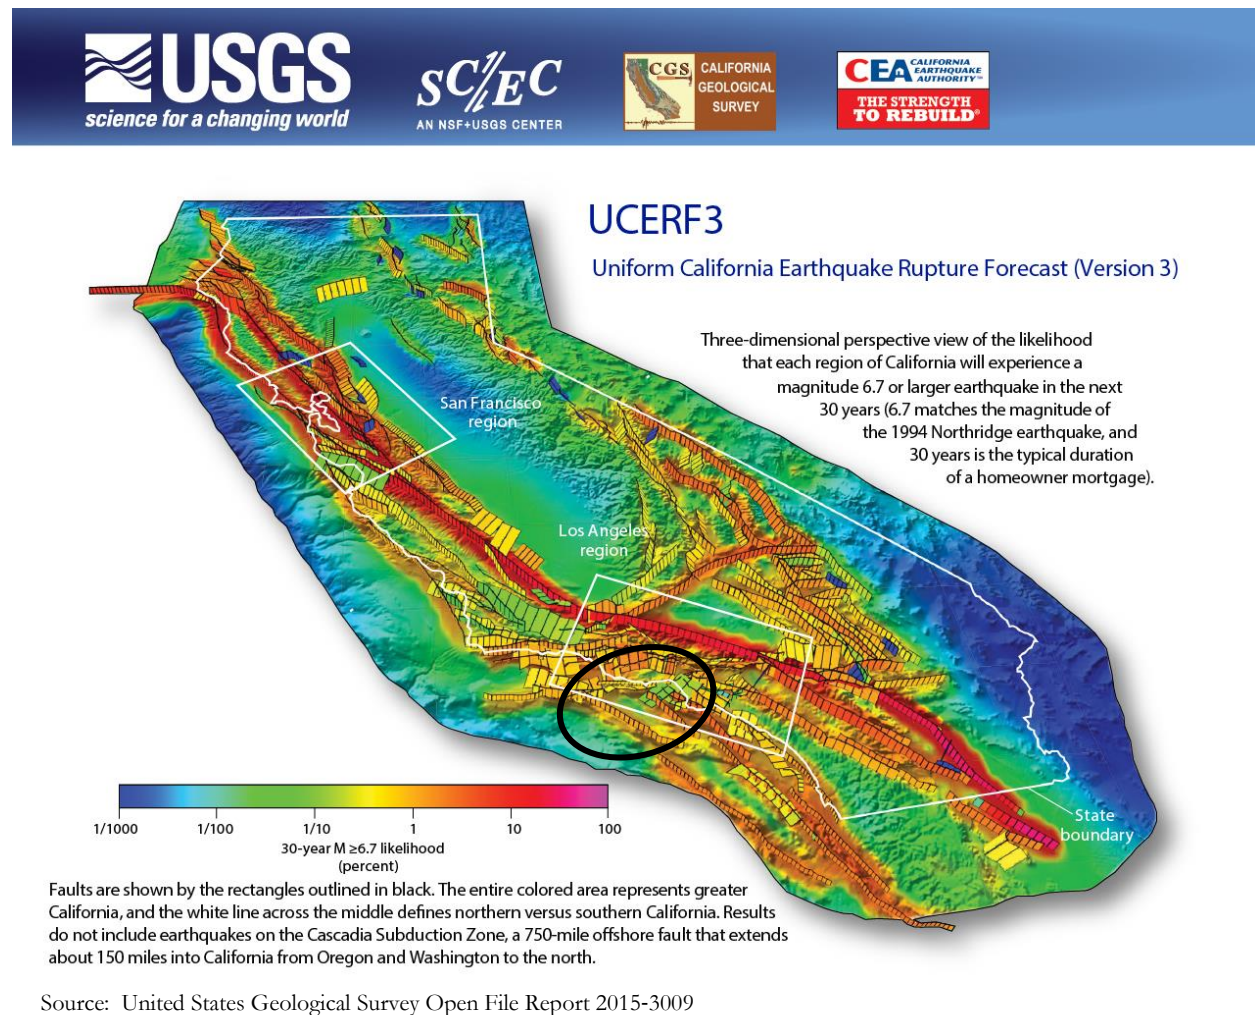 USGS
science for a changing world
SC/EC
AN NSF+USGS CENTER
CGS
CALIFORNIA
GEOLOGICAL
SURVEY
CEA
CALIFORNIA
EARTHQUAKE
AUTHORITY™
THE STRENGTH
TO REBUILD®
UCERF3
Uniform California Earthquake Rupture Forecast (Version 3)
Three-dimensional perspective view of the likelihood
that each region of California will experience a
magnitude 6.7 or larger earthquake in the next
30 years (6.7 matches the magnitude of
the 1994 Northridge earthquake, and
30 years is the typical duration
of a homeowner mortgage).
San Francisco
region
Los Angeles
region
State
boundary
1/1000 1/100 1/10 1 10 100
30-year M ≥6.7 likelihood
(percent)
Faults are shown by the rectangles outlined in black. The entire colored area represents greater
California, and the white line across the middle defines northern versus southern California. Results
do not include earthquakes on the Cascadia Subduction Zone, a 750-mile offshore fault that extends
about 150 miles into California from Oregon and Washington to the north.
Source: United States Geological Survey Open File Report 2015-3009